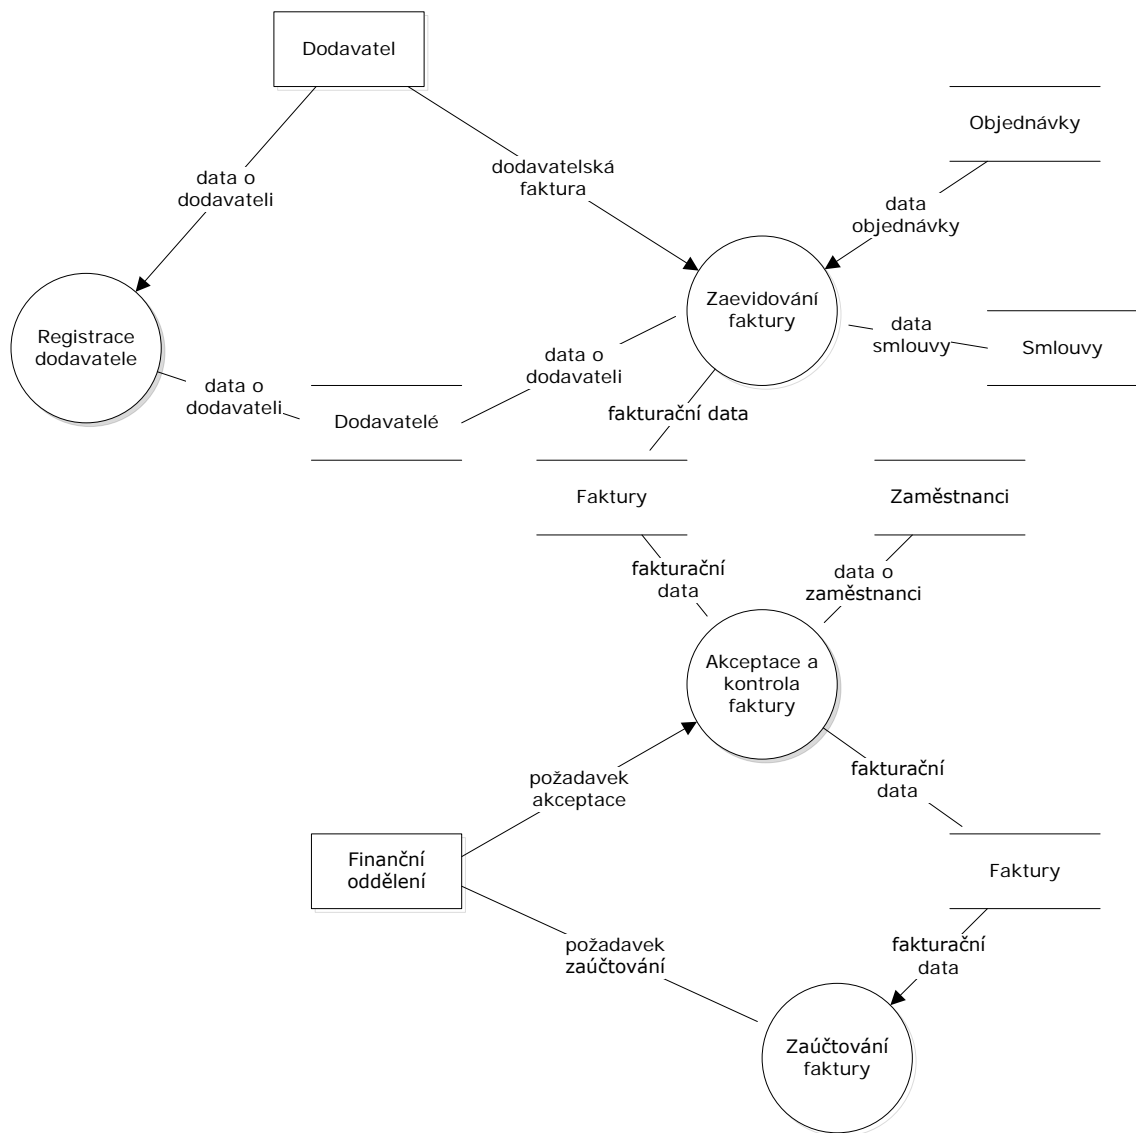 Dodavatel
Objednávky
dodavatelská
faktura
data o
dodavateli
data
objednávky
Zaevidování
faktury
Registrace
dodavatele
data
smlouvy
Smlouvy
data o
dodavateli
data o
dodavateli
Dodavatelé
fakturační data
Faktury
Zaměstnanci
fakturační
data
data o
zaměstnanci
Akceptace a
kontrola
faktury
požadavek
akceptace
fakturační
data
Finanční
oddělení
Faktury
požadavek
zaúčtování
fakturační
data
Zaúčtování
faktury